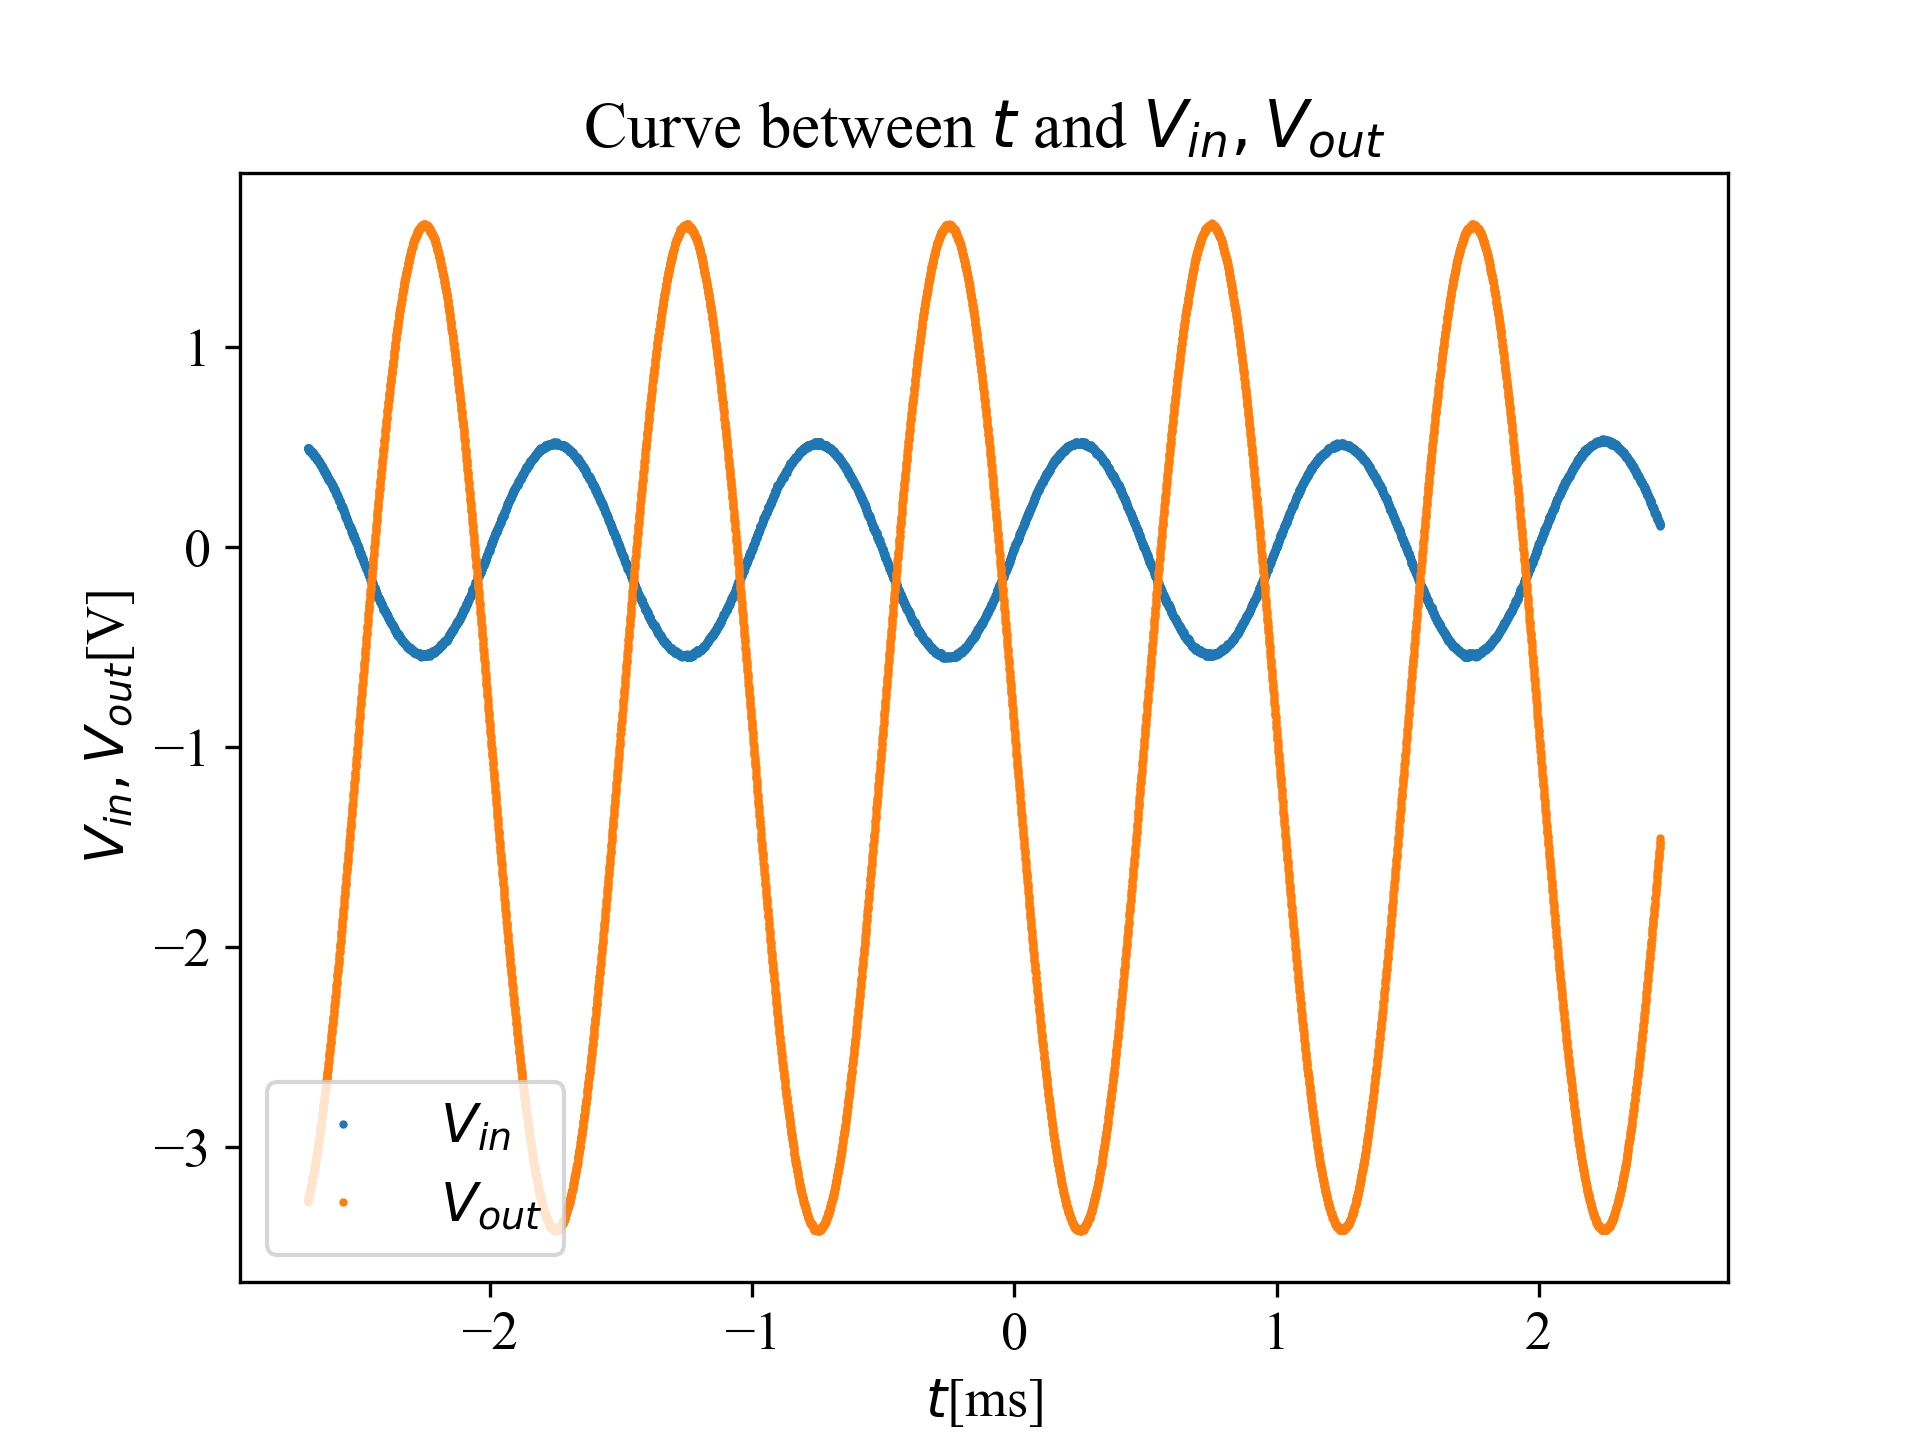 Curve between t and V_in, V_out
V_in, V_out[V]
1
0
−1
−2
−3
V_in
V_out
−2 −1 0 1 2
t[ms]